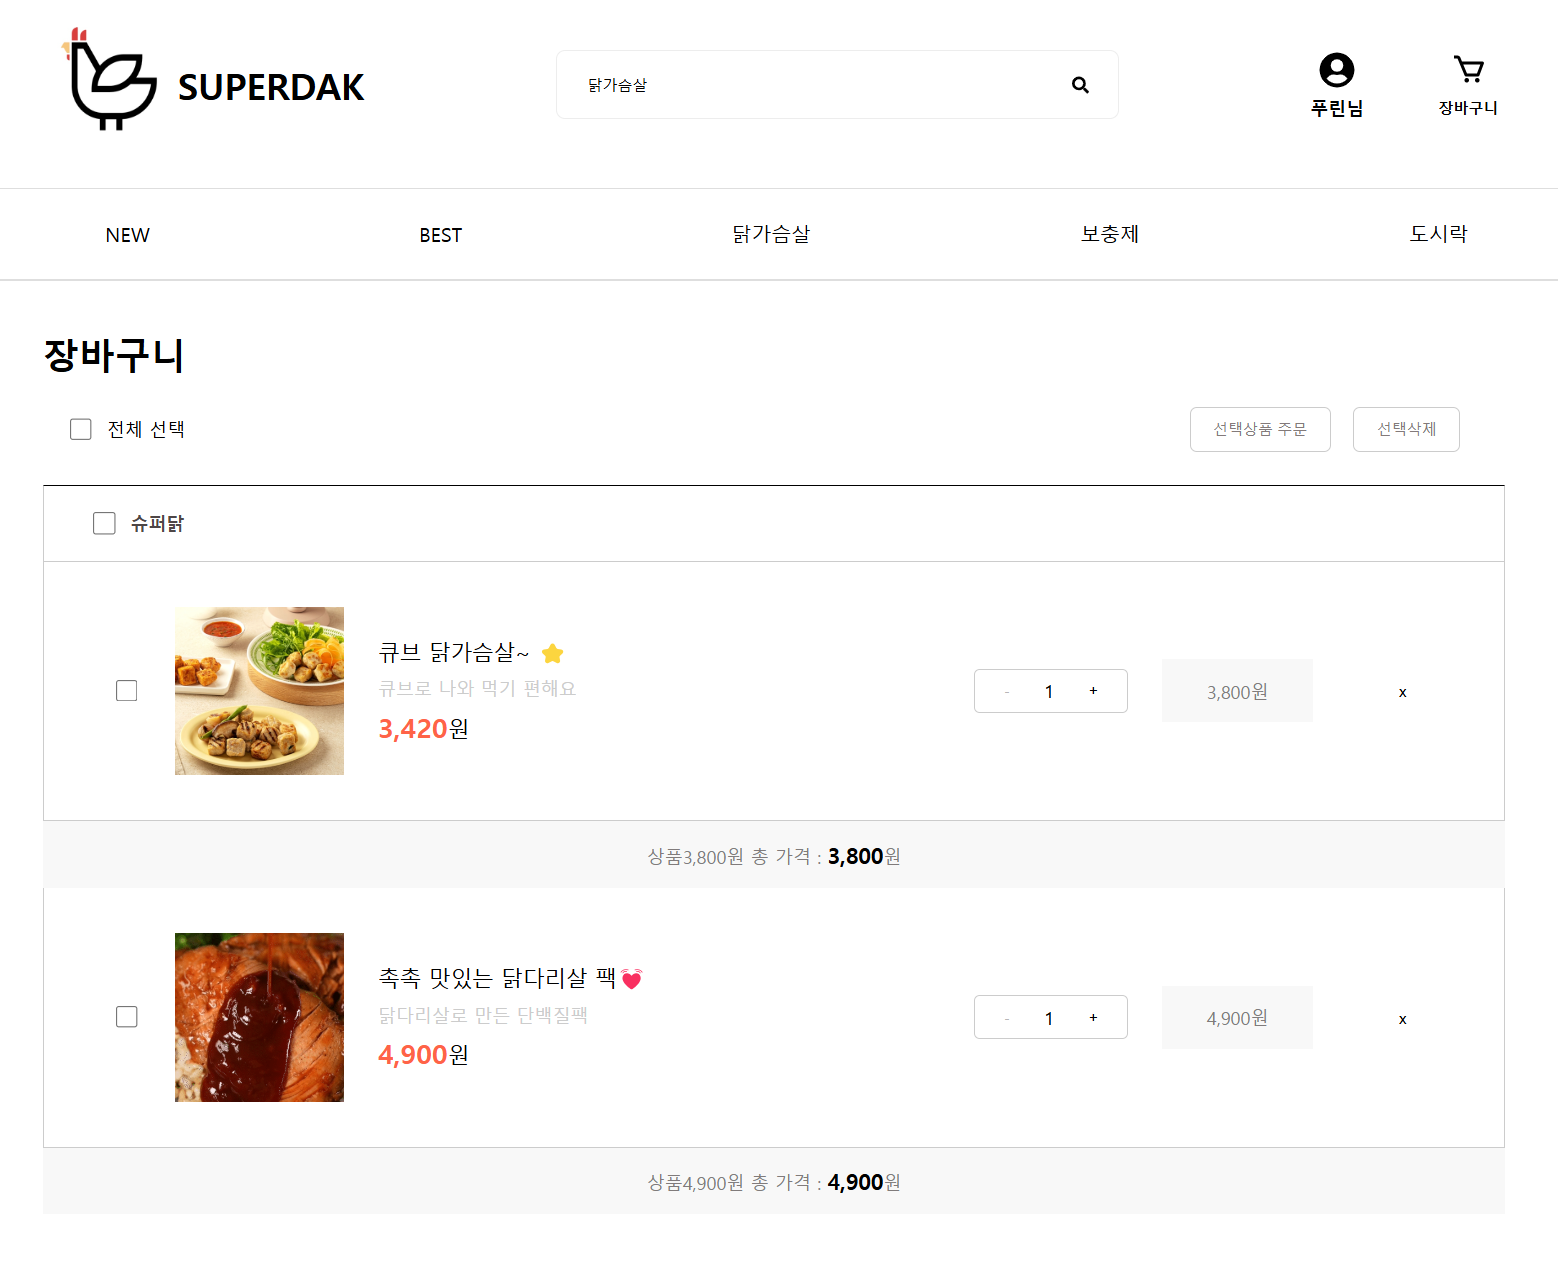 SUPERDAK
닭가슴살
푸린님
장바구니
NEW BEST 닭가슴살 보충제 도시락
장바구니
전체 선택
선택상품 주문
선택삭제
슈퍼닭
큐브 닭가슴살~ ⭐
큐브로 나와 먹기 편해요
3,420원
- 1 +
3,800원
x
상품3,800원 총 가격 : 3,800원
촉촉 맛있는 닭다리살 팩💓
닭다리살로 만든 단백질팩
4,900원
- 1 +
4,900원
x
상품4,900원 총 가격 : 4,900원